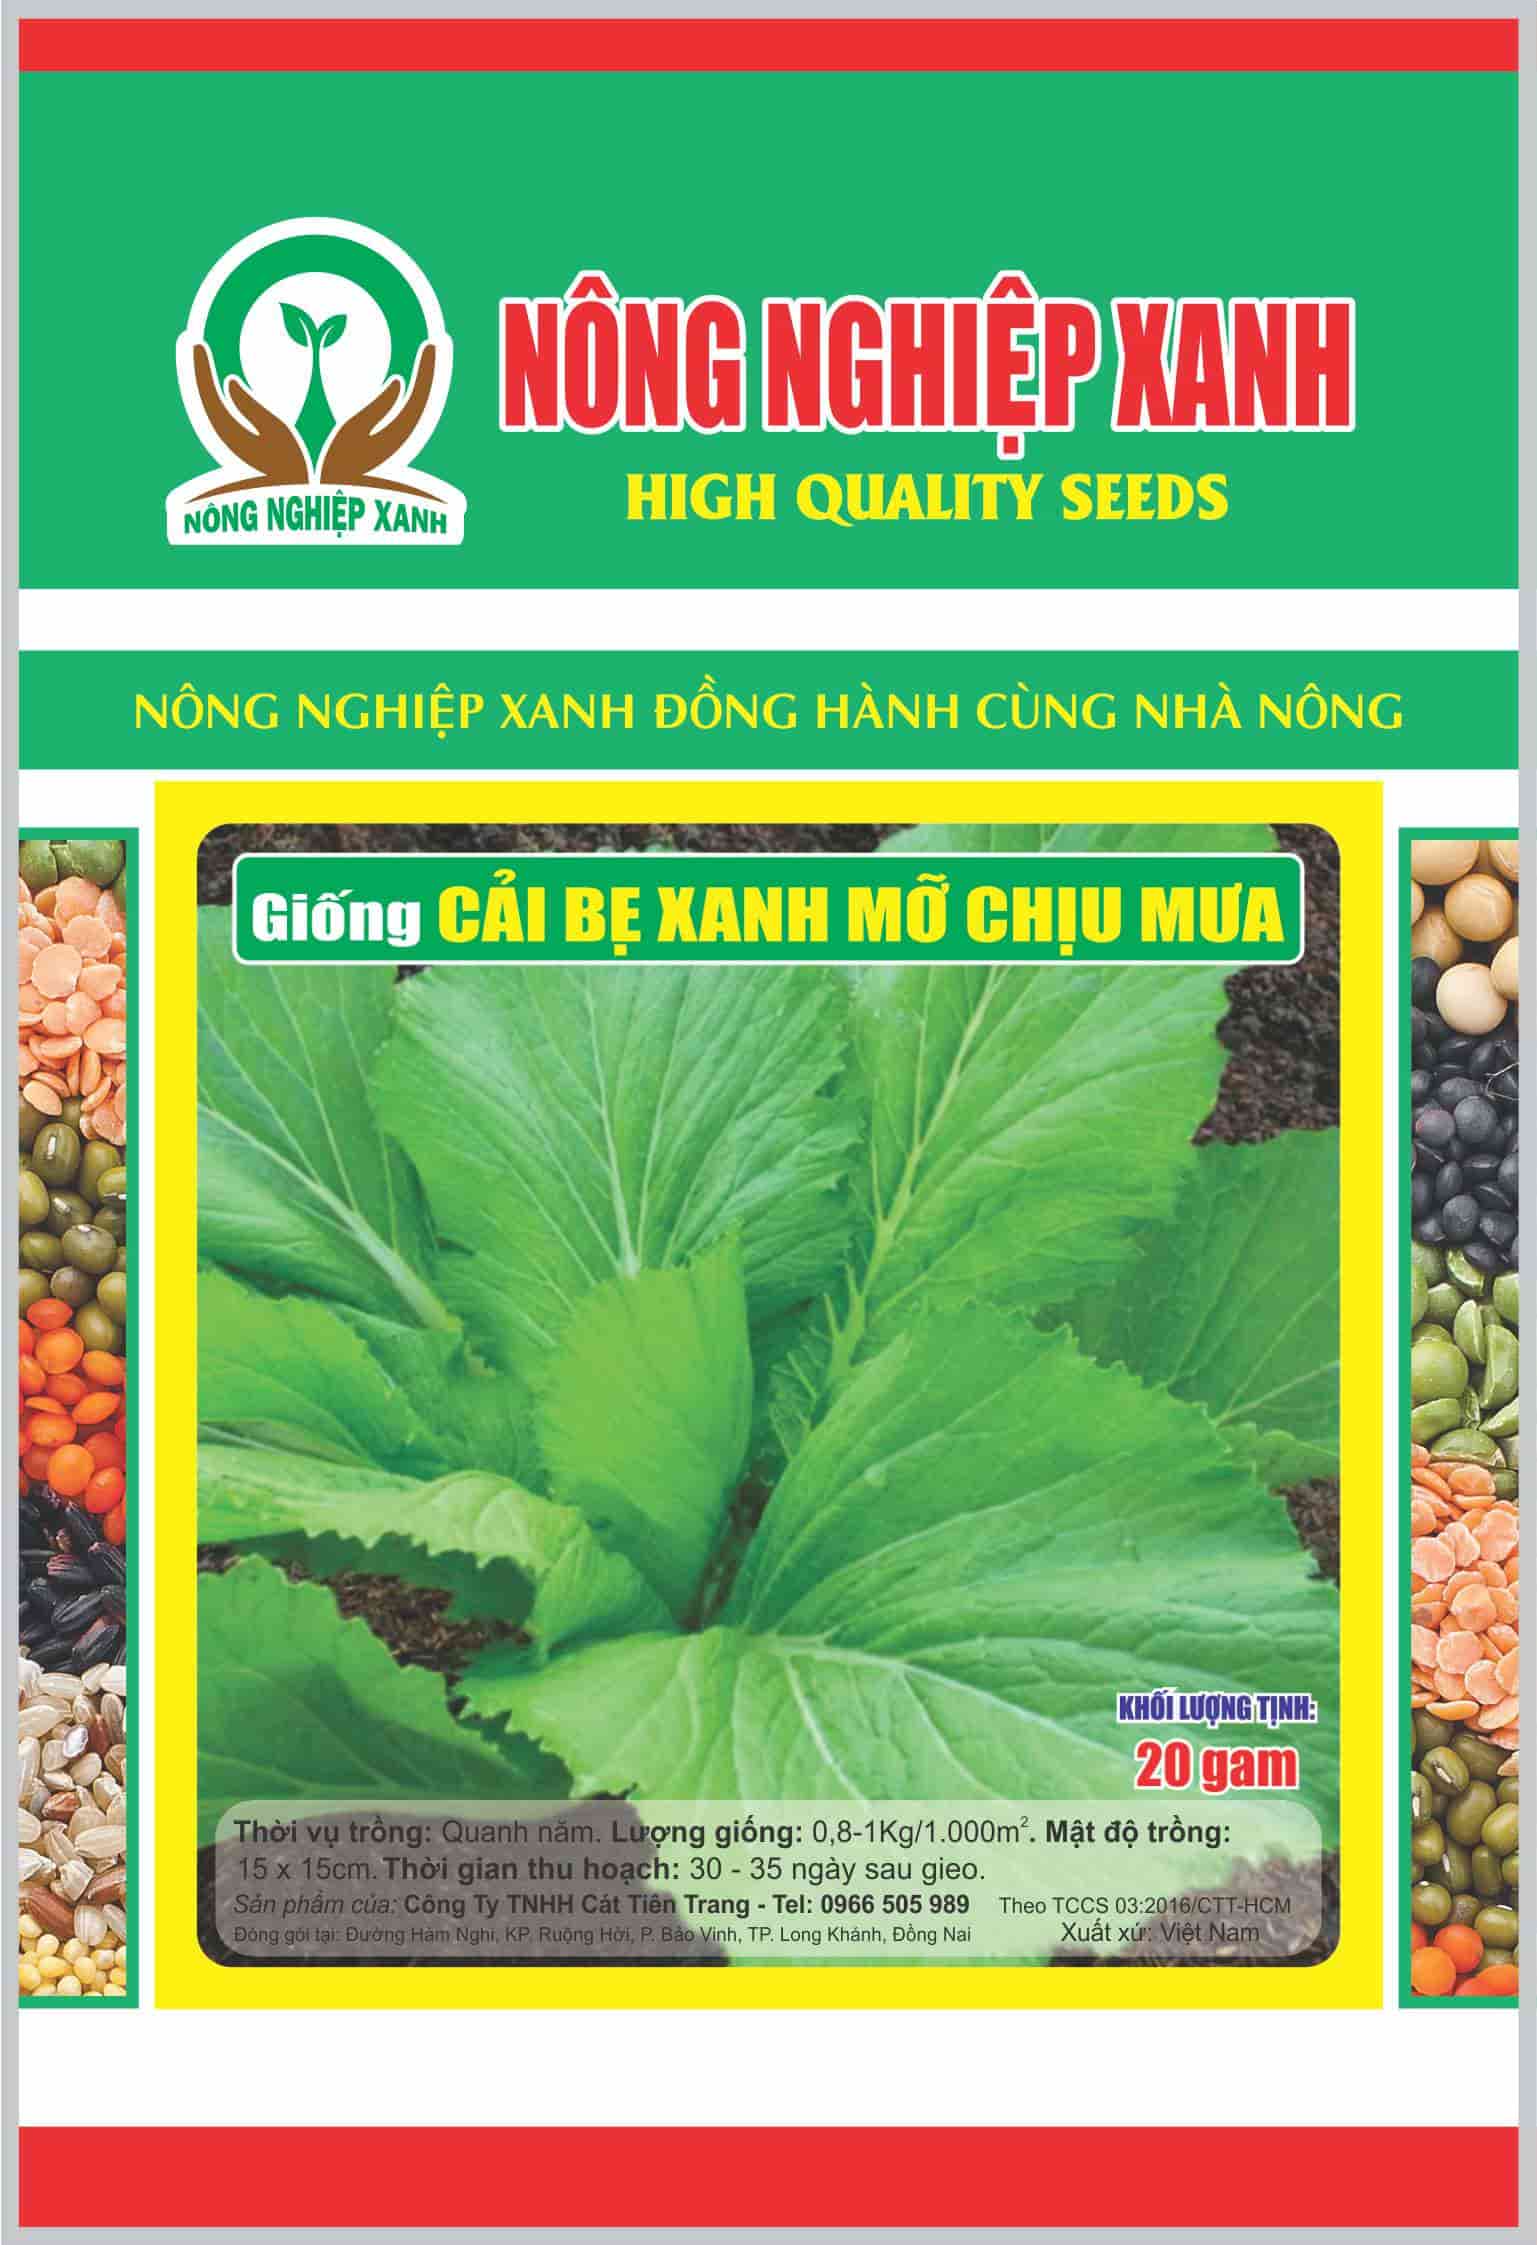 NÔNG NGHIỆP XANH
NÔNG NGHIỆP XANH
HIGH QUALITY SEEDS
NÔNG NGHIỆP XANH ĐỒNG HÀNH CÙNG NHÀ NÔNG
Giống CẢI BẸ XANH MỠ CHỊU MƯA
KHỐI LƯỢNG TỊNH:
20 gam
Thời vụ trồng: Quanh năm. Lượng giống: 0,8-1Kg/1.000m². Mật độ trồng:
15 x 15cm. Thời gian thu hoạch: 30 - 35 ngày sau gieo.
Sản phẩm của: Công Ty TNHH Cát Tiên Trang - Tel: 0966 505 989 Theo TCCS 03:2016/CTT-HCM
Đóng gói tại: Đường Hàm Nghi, KP. Ruộng Hời, P. Bảo Vinh, TP. Long Khánh, Đồng Nai Xuất xứ: Việt Nam